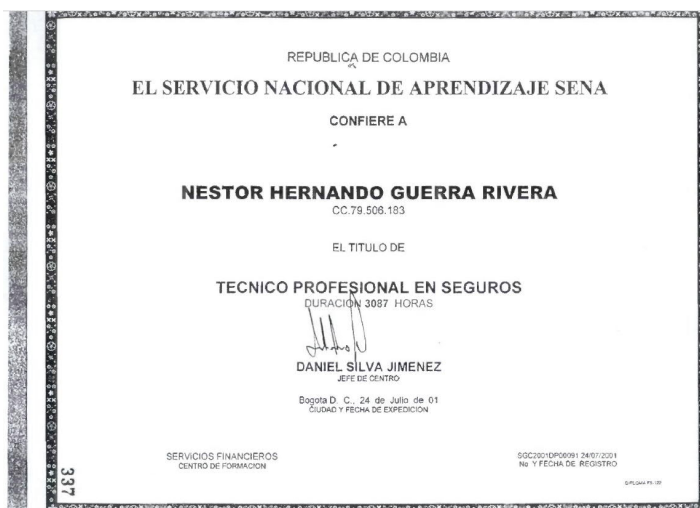 REPUBLICA DE COLOMBIA
EL SERVICIO NACIONAL DE APRENDIZAJE SENA
CONFIERE A
NESTOR HERNANDO GUERRA RIVERA
CC.79.506.183
EL TITULO DE
TECNICO PROFESIONAL EN SEGUROS
DURACIÓN 3087 HORAS
DANIEL SILVA JIMENEZ
JEFE DE CENTRO
Bogota D. C., 24 de Julio de 01
CIUDAD Y FECHA DE EXPEDICION
SERVICIOS FINANCIEROS
CENTRO DE FORMACION
SGC2001DP00091 24/07/2001
No Y FECHA DE REGISTRO
337